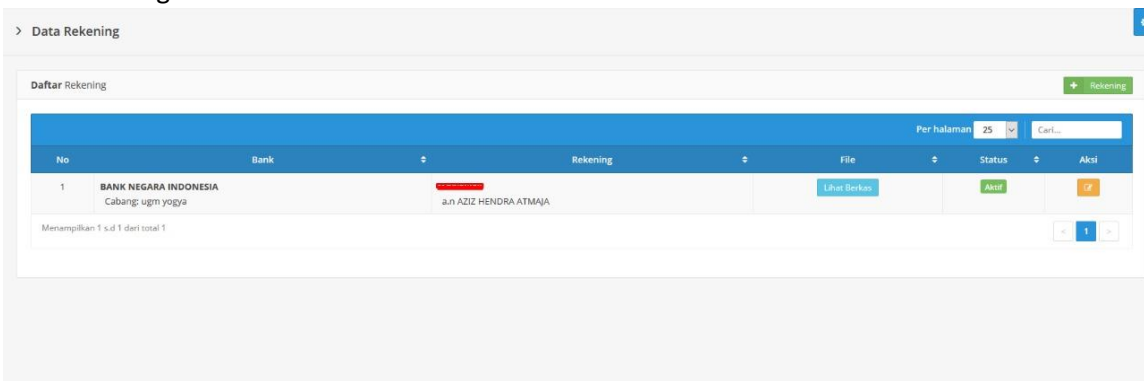 Data Rekening
Daftar Rekening
+ Rekening
Per halaman 25 Cari...
No Bank Rekening File Status Aksi
1 BANK NEGARA INDONESIA Lihat Berkas Aktif
Cabang: ugm yogya a.n AZIZ HENDRA ATMAJA
Menampilkan 1 s.d 1 dari total 1
< 1 >